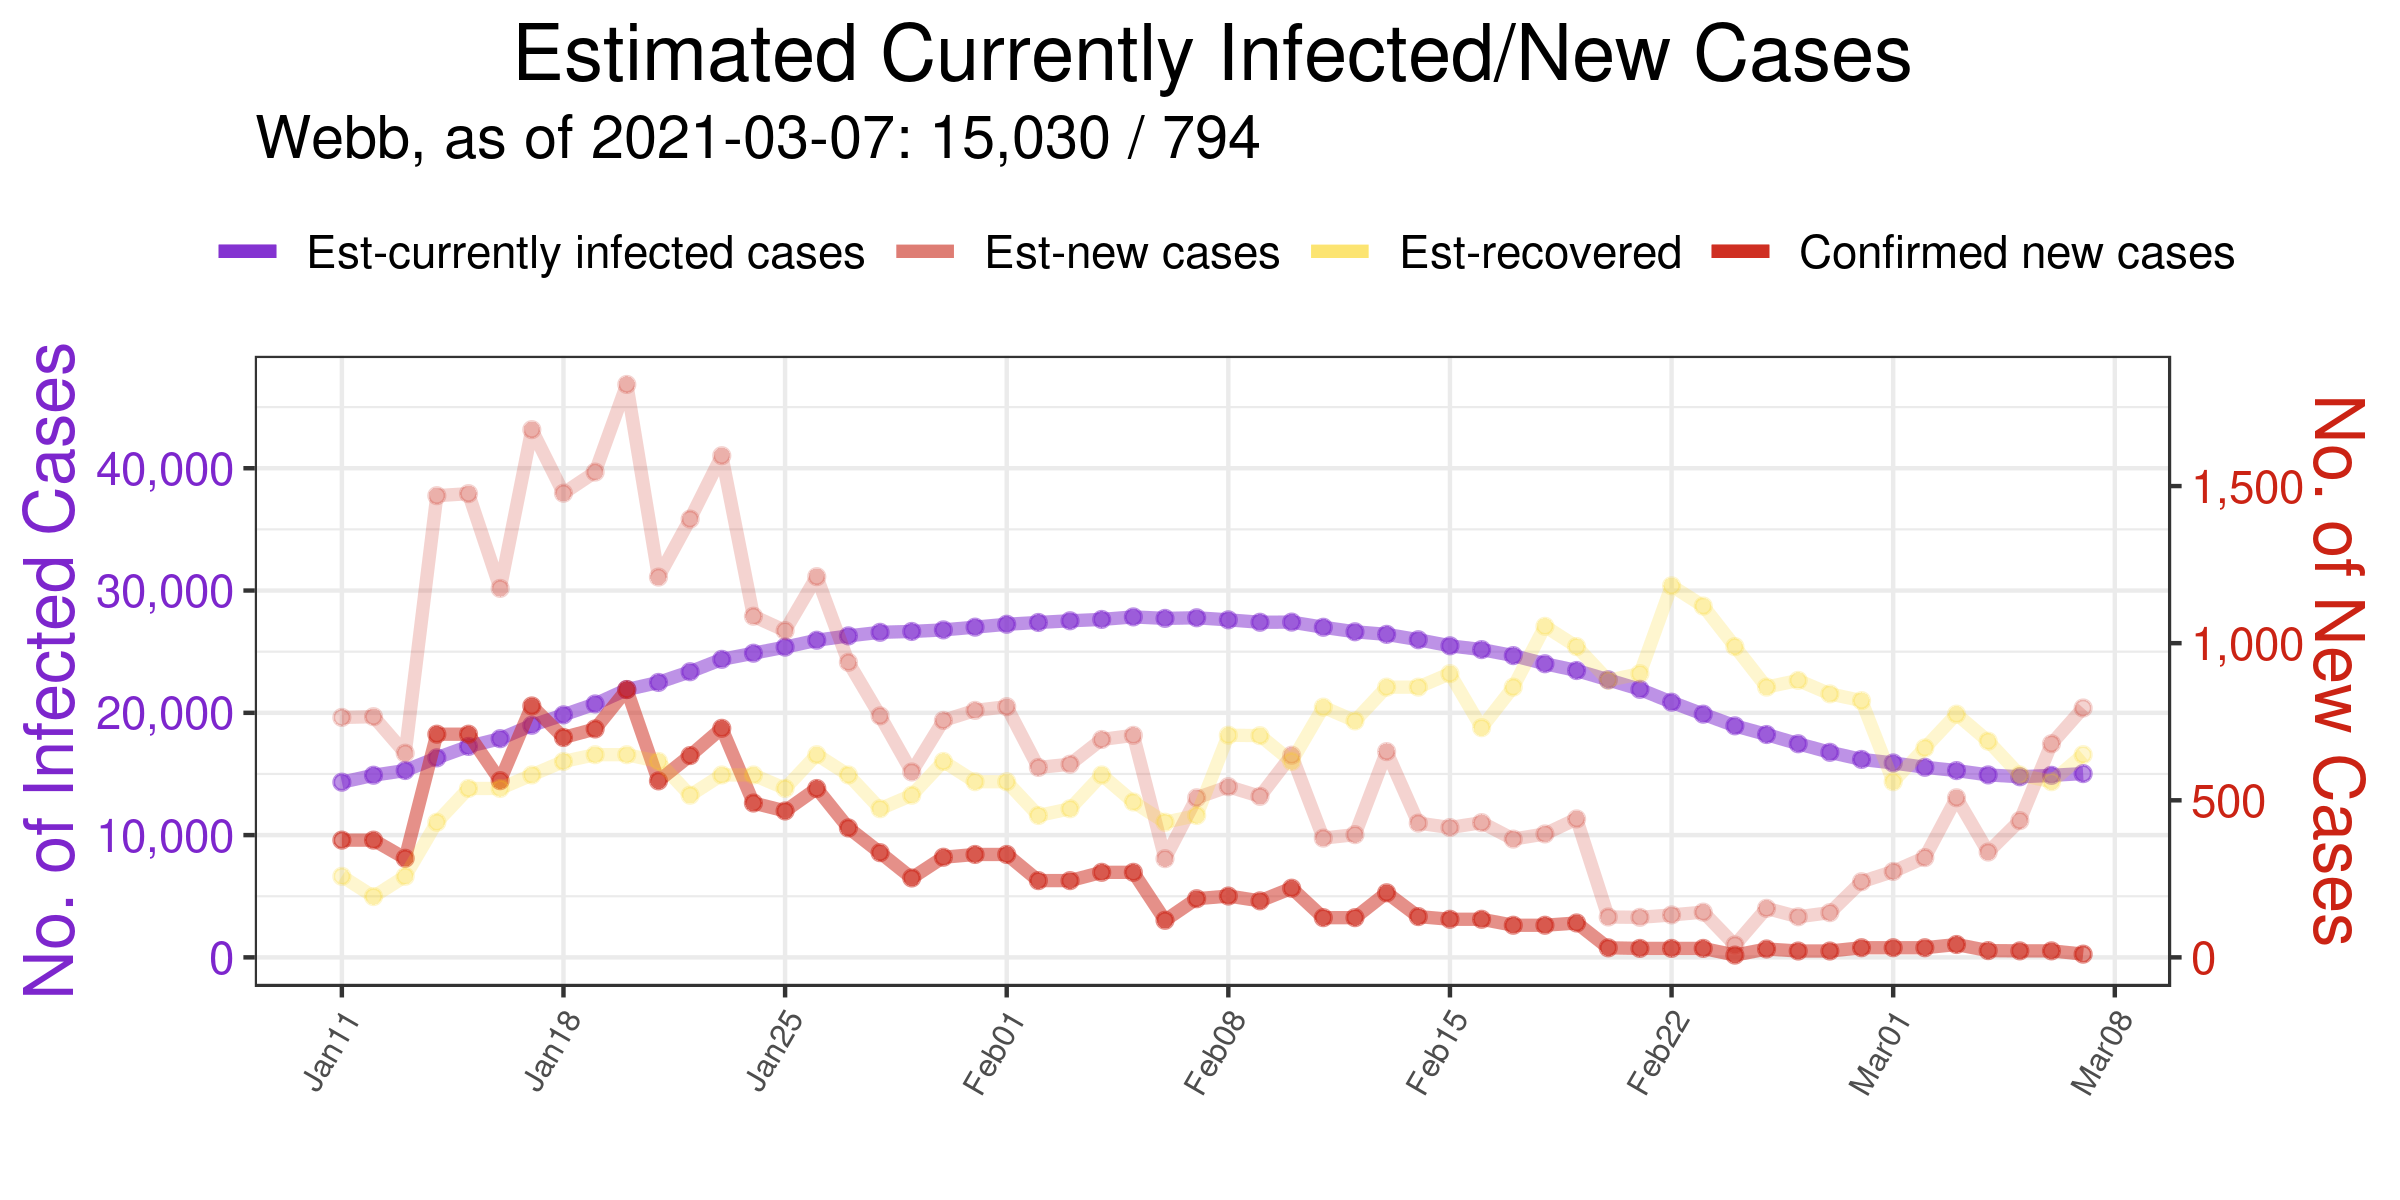 Estimated Currently Infected/New Cases
Webb, as of 2021-03-07: 15,030 / 794
Est-currently infected cases Est-new cases Est-recovered Confirmed new cases
No. of Infected Cases
40,000
30,000
20,000
10,000
0
1,500
1,000
500
0
No. of New Cases
Jan11 Jan18 Jan25 Feb01 Feb08 Feb15 Feb22 Mar01 Mar08